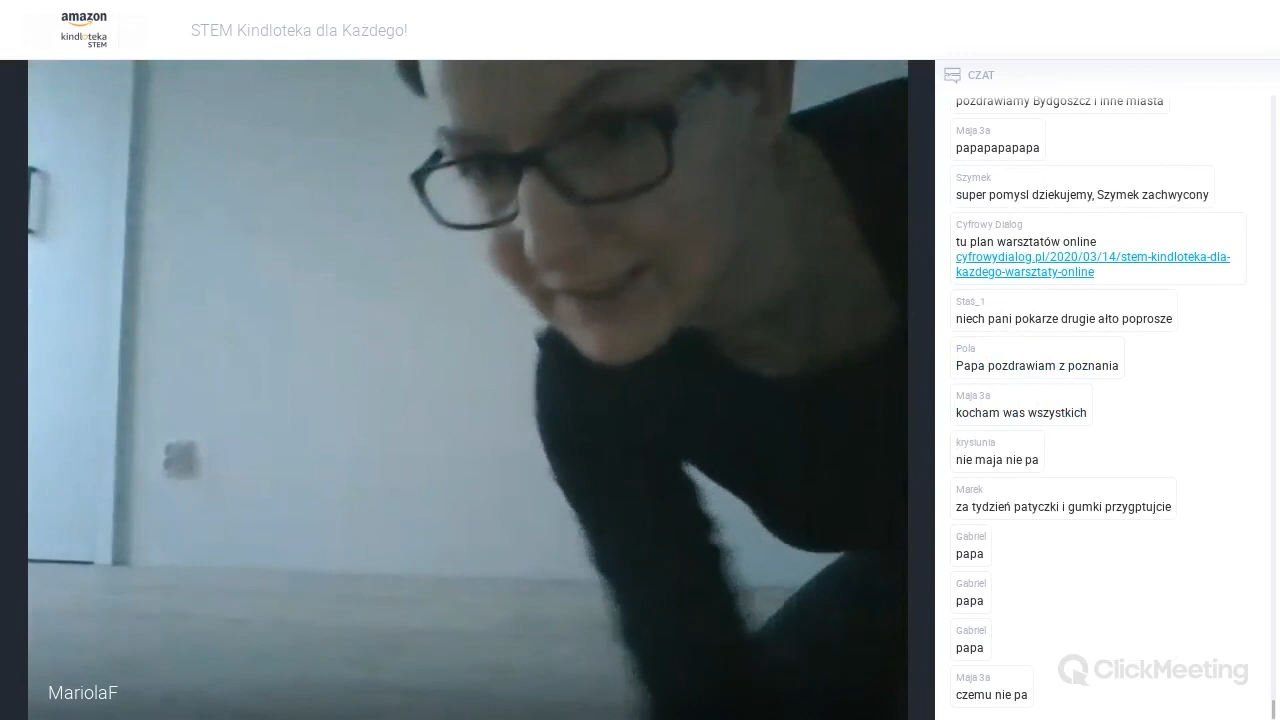 amazon
kindloteka
STEM
STEM Kindloteka dla Każdego!
CZAT
pozdrawiamy Bydgoszcz i inne miasta
Maja 3a
papapapapapa
Szymek
super pomysl dziekujemy, Szymek zachwycony
Cyfrowy Dialog
tu plan warsztatów online
cyfrowydialog.pl/2020/03/14/stem-kindloteka-dla-
kazdego-warsztaty-online
Staś_1
niech pani pokarze drugie ałto poprosze
Pola
Papa pozdrawiam z poznania
Maja 3a
kocham was wszystkich
krysiunia
nie maja nie pa
Marek
za tydzień patyczki i gumki przygptujcie
Gabriel
papa
Gabriel
papa
Gabriel
papa
Maja 3a
czemu nie pa
ClickMeeting
MariolaF